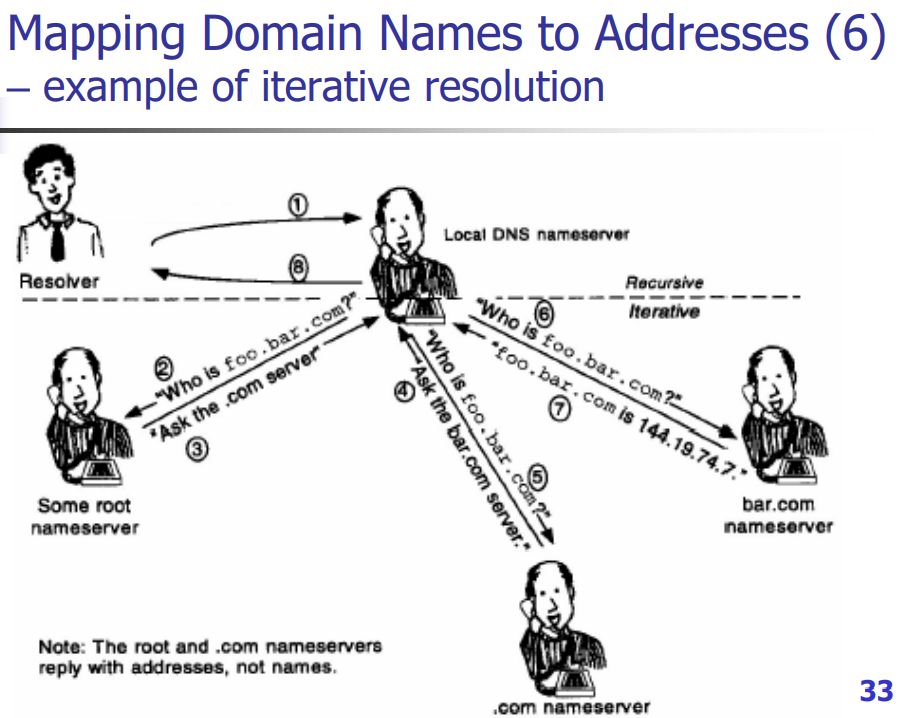 Mapping Domain Names to Addresses (6)
– example of iterative resolution
①
Local DNS nameserver
⑧
Resolver
Recursive
Iterative
②
"Who is foo.bar.com?"
"Ask the .com server"
③
"Who is foo.bar.com?"
④
"Ask the bar.com server."
⑤
⑥
"Who is foo.bar.com?"
"foo.bar.com is 144.19.74.7."
⑦
Some root
nameserver
bar.com
nameserver
Note: The root and .com nameservers
reply with addresses, not names.
.com nameserver
33